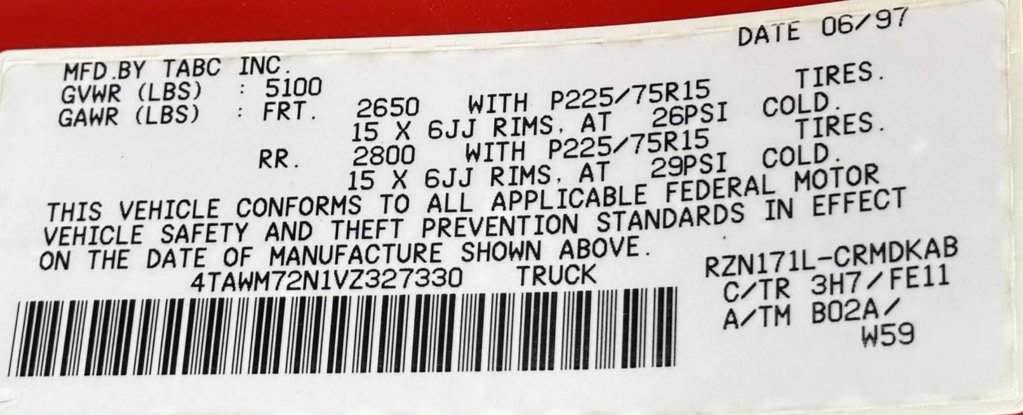 DATE 06/97
MFD.BY TABC INC.
GVWR (LBS) : 5100
GAWR (LBS) : FRT. 2650 WITH P225/75R15 TIRES.
15 X 6JJ RIMS, AT 26PSI COLD.
RR. 2800 WITH P225/75R15 TIRES.
15 X 6JJ RIMS, AT 29PSI COLD.
THIS VEHICLE CONFORMS TO ALL APPLICABLE FEDERAL MOTOR
VEHICLE SAFETY AND THEFT PREVENTION STANDARDS IN EFFECT
ON THE DATE OF MANUFACTURE SHOWN ABOVE.
4TAWM72N1VZ327330 TRUCK RZN171L-CRMDKAB
C/TR 3H7/FE11
A/TM B02A/
W59